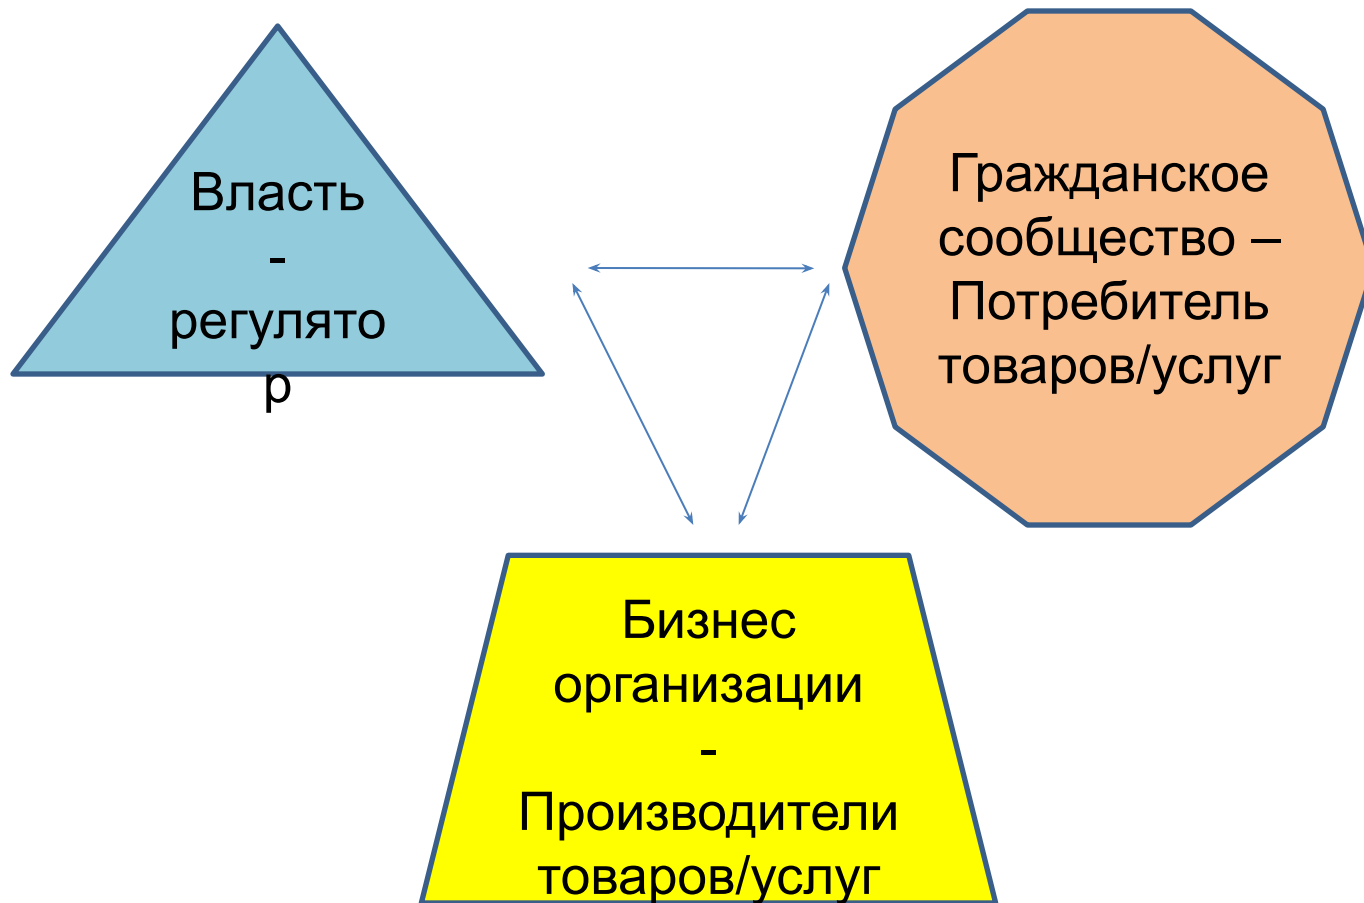 Власть
-
регулято
р
Гражданское
сообщество –
Потребитель
товаров/услуг
Бизнес
организации
-
Производители
товаров/услуг